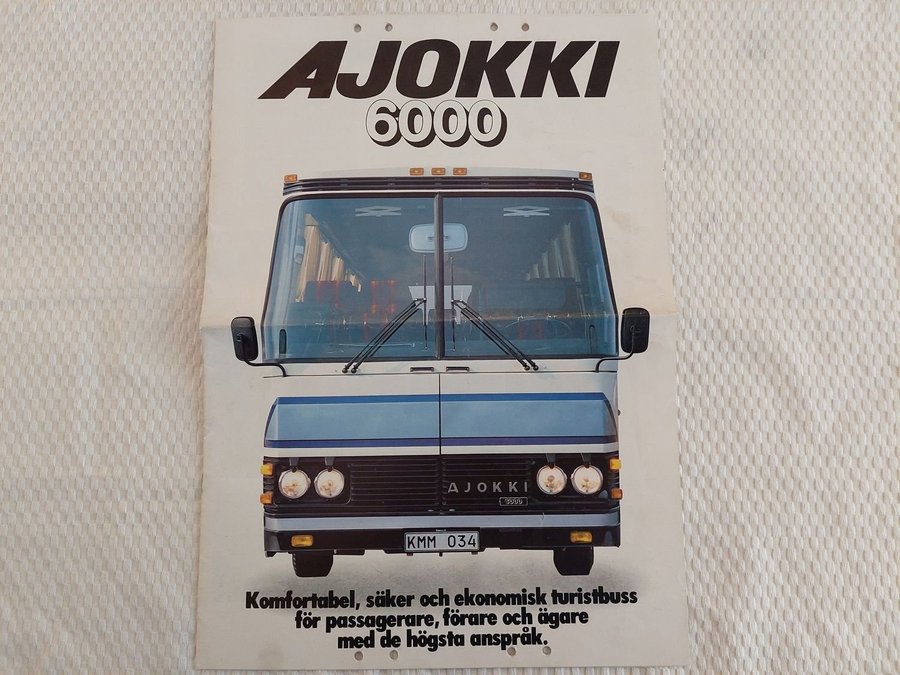 AJOKKI
6000
AJOKKI
6000
KMM 034
Komfortabel, säker och ekonomisk turistbuss
för passagerare, förare och ägare
med de högsta anspråk.